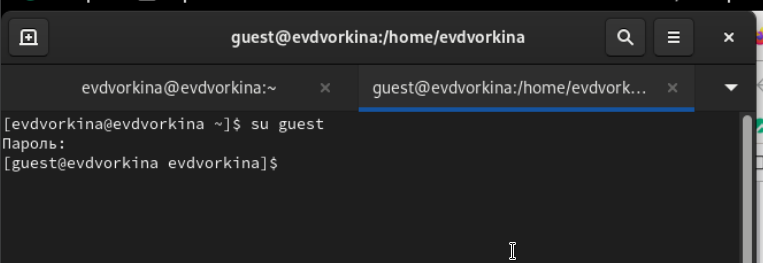 guest@evdvorkina:/home/evdvorkina
evdvorkina@evdvorkina:~
guest@evdvorkina:/home/evdvork...
[evdvorkina@evdvorkina ~]$ su guest
Пароль:
[guest@evdvorkina evdvorkina]$